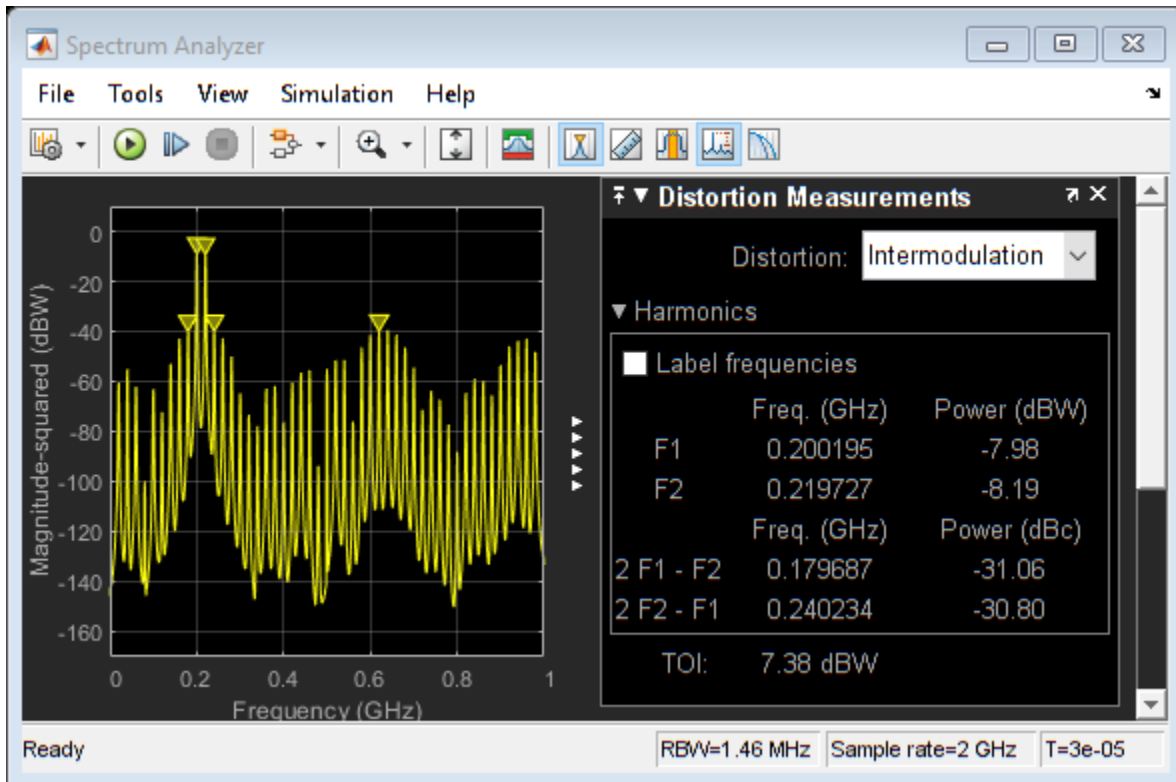 Spectrum Analyzer
File Tools View Simulation Help
Distortion Measurements
Distortion: Intermodulation
Harmonics
Label frequencies
Freq. (GHz) Power (dBW)
F1 0.200195 -7.98
F2 0.219727 -8.19
Freq. (GHz) Power (dBc)
2 F1 - F2 0.179687 -31.06
2 F2 - F1 0.240234 -30.80
TOI: 7.38 dBW
Magnitude-squared (dBW)
0
-20
-40
-60
-80
-100
-120
-140
-160
0 0.2 0.4 0.6 0.8 1
Frequency (GHz)
Ready RBW=1.46 MHz Sample rate=2 GHz T=3e-05